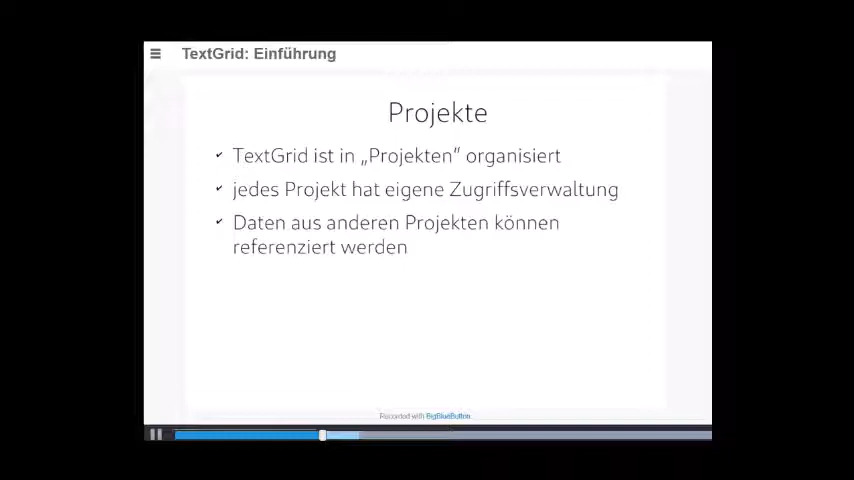 TextGrid: Einführung
Projekte
TextGrid ist in „Projekten“ organisiert
jedes Projekt hat eigene Zugriffsverwaltung
Daten aus anderen Projekten können
referenziert werden
Recorded with BigBlueButton.